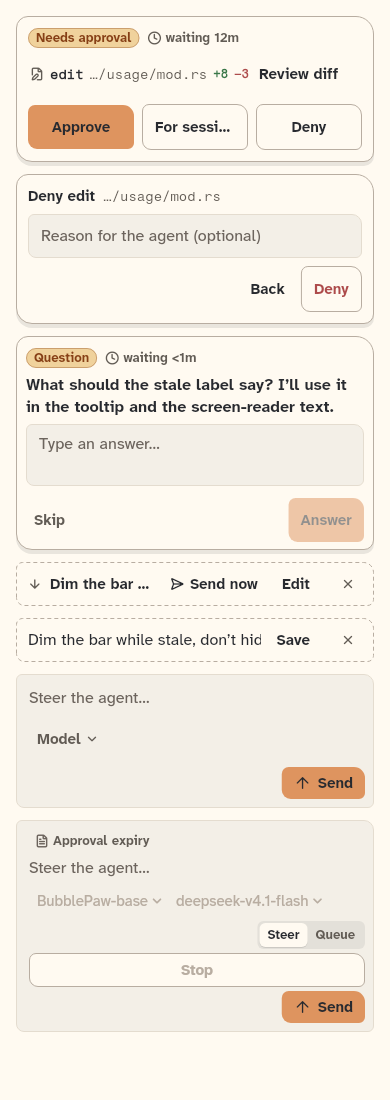 Needs approval waiting 12m
edit …/usage/mod.rs +8 −3 Review diff
Approve For sessi… Deny
Deny edit …/usage/mod.rs
Reason for the agent (optional)
Back Deny
Question waiting <1m
What should the stale label say? I’ll use it
in the tooltip and the screen-reader text.
Type an answer…
Skip Answer
Dim the bar … Send now Edit
Dim the bar while stale, don’t hid Save
Steer the agent…
Model
Send
Approval expiry
Steer the agent…
BubblePaw-base deepseek-v4.1-flash
Steer Queue
Stop
Send